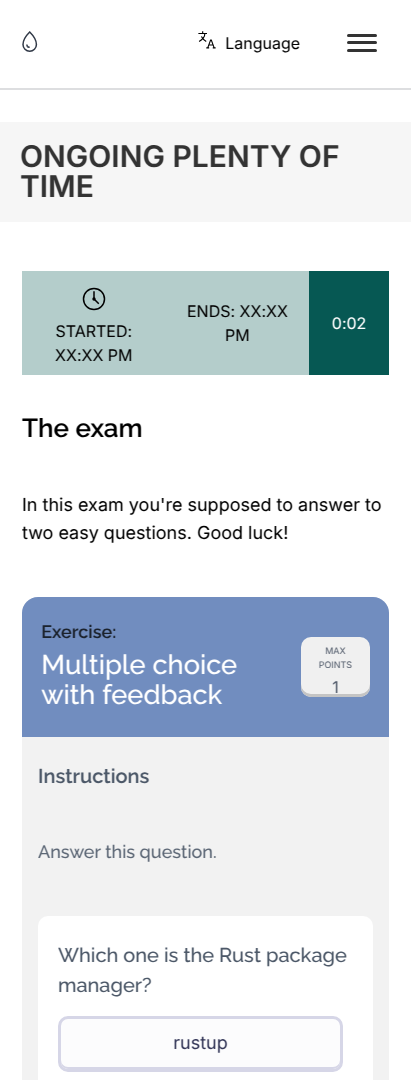 Language
ONGOING PLENTY OF
TIME
STARTED:
XX:XX PM
ENDS: XX:XX
PM
0:02
The exam
In this exam you're supposed to answer to
two easy questions. Good luck!
Exercise:
Multiple choice
with feedback
MAX
POINTS
1
Instructions
Answer this question.
Which one is the Rust package
manager?
rustup